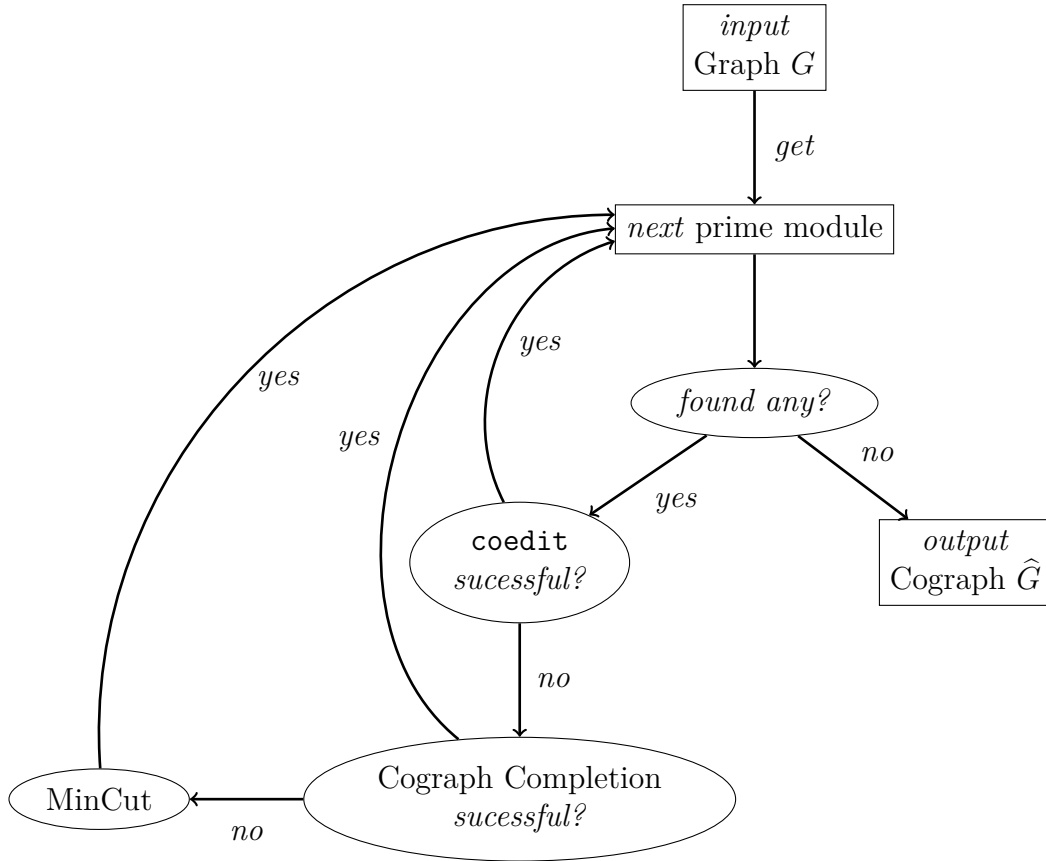 input
Graph G
get
next prime module
yes
yes
yes
found any?
no
yes
coedit
sucessful?
output
Cograph Ĝ
no
Cograph Completion
sucessful?
MinCut
no